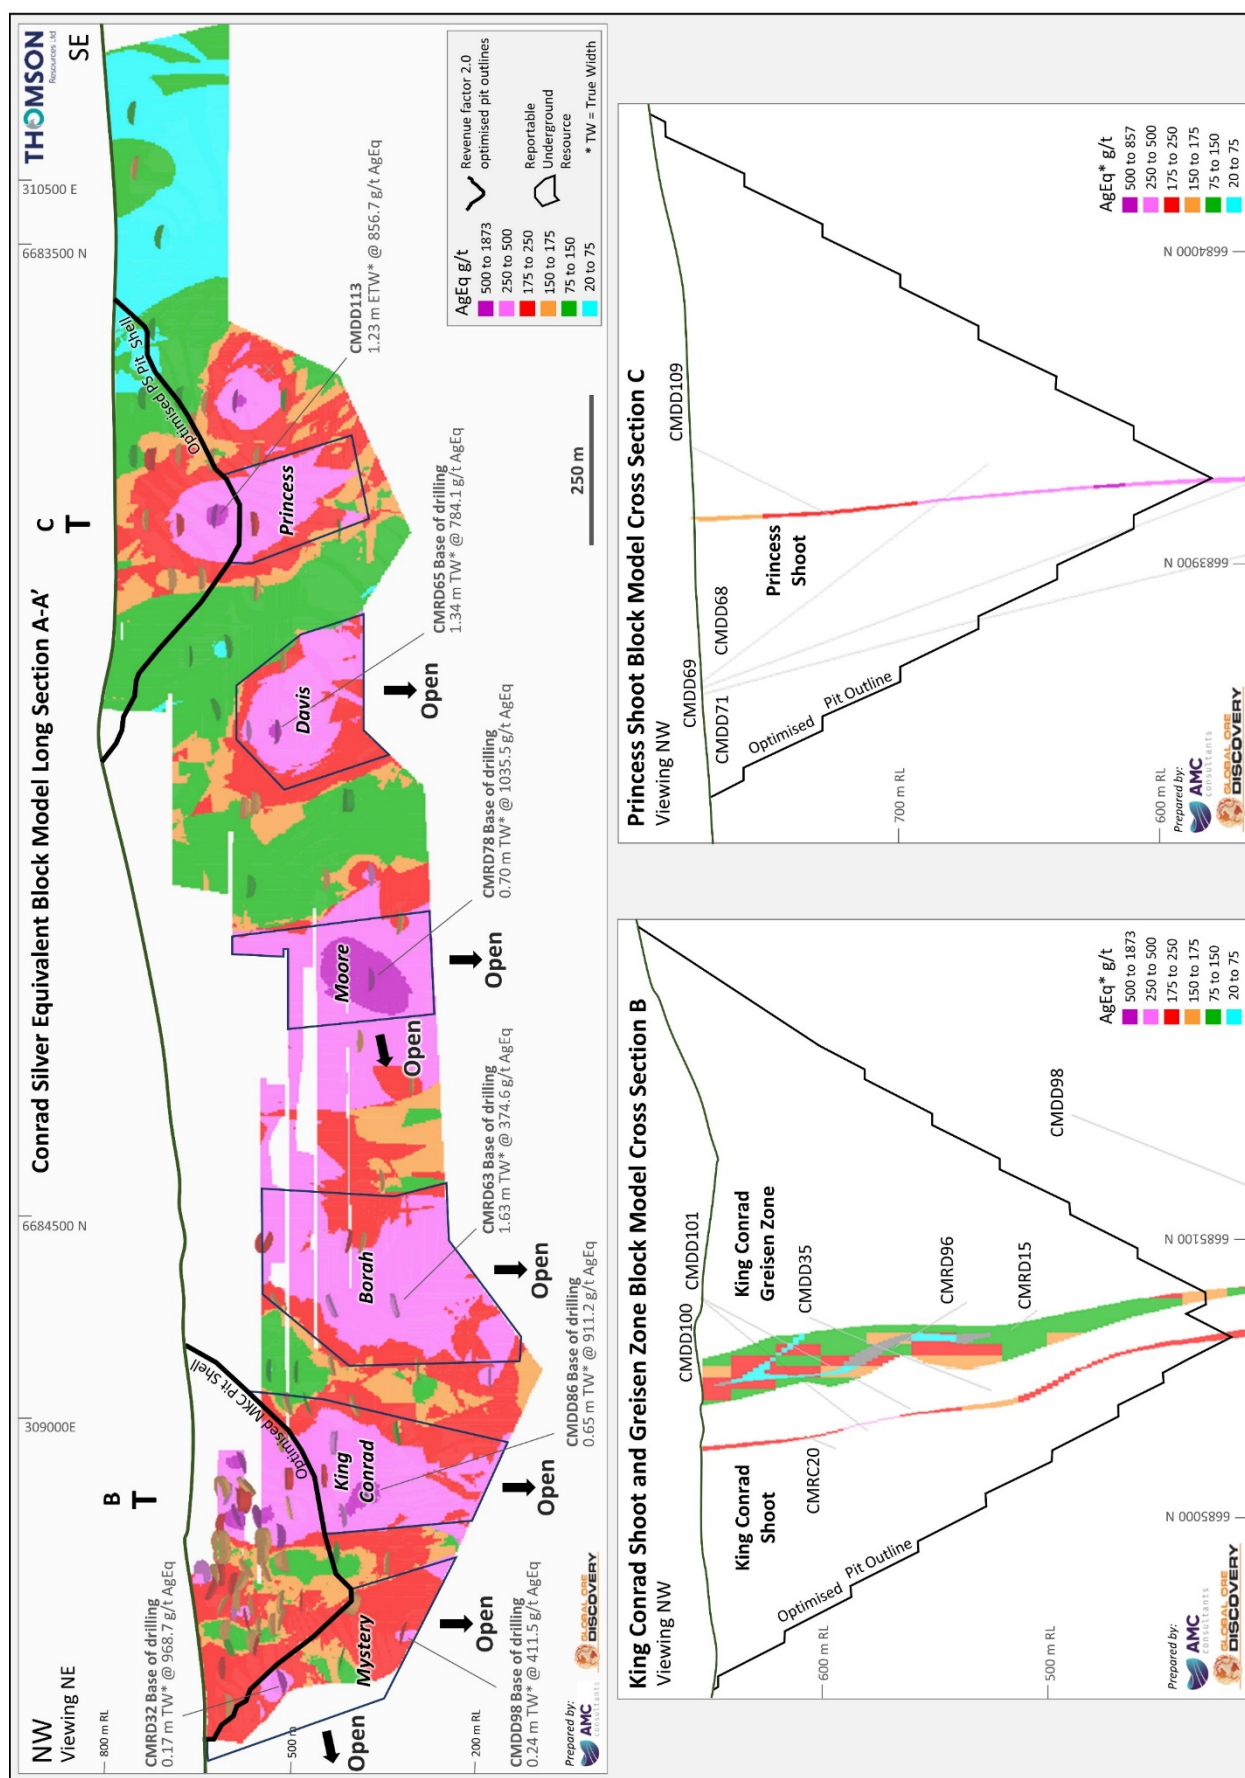 Conrad Silver Equivalent Block Model Long Section A-A'
THOMSON
Resources Ltd
NW
Viewing NE
SE
B
T
C
T
309000E
6684500 N
6683500 N
310500 E
800 m RL
500 m
200 m RL
CMRD32 Base of drilling
0.17 m TW* @ 968.7 g/t AgEq
Optimised MKC Pit Shell
Optimised PS Pit Shell
Mystery
King
Conrad
Borah
Moore
Davis
Princess
Open
Open
Open
Open
Open
Open
Open
CMDD98 Base of drilling
0.24 m TW* @ 411.5 g/t AgEq
CMDD86 Base of drilling
0.65 m TW* @ 911.2 g/t AgEq
CMRD63 Base of drilling
1.63 m TW* @ 374.6 g/t AgEq
CMRD78 Base of drilling
0.70 m TW* @ 1035.5 g/t AgEq
CMRD65 Base of drilling
1.34 m TW* @ 784.1 g/t AgEq
CMDD113
1.23 m ETW* @ 856.7 g/t AgEq
250 m
AgEq g/t
500 to 1873
250 to 500
175 to 250
150 to 175
75 to 150
20 to 75
Revenue factor 2.0
optimised pit outlines
Reportable
Underground
Resource
* TW = True Width
Prepared by:
AMC
consultants
GLOBAL ORE
DISCOVERY
King Conrad Shoot and Greisen Zone Block Model Cross Section B
Viewing NW
CMDD100
CMDD101
King Conrad
Shoot
King Conrad
Greisen Zone
CMRC20
CMDD35
CMRD96
CMRD15
CMDD98
Optimised Pit Outline
600 m RL
500 m RL
6685000 N
6685100 N
AgEq* g/t
500 to 1873
250 to 500
175 to 250
150 to 175
75 to 150
20 to 75
Prepared by:
AMC
consultants
GLOBAL ORE
DISCOVERY
Princess Shoot Block Model Cross Section C
Viewing NW
CMDD69
CMDD71
CMDD68
CMDD109
Princess
Shoot
Optimised Pit Outline
700 m RL
600 m RL
6683900 N
6684000 N
AgEq* g/t
500 to 857
250 to 500
175 to 250
150 to 175
75 to 150
20 to 75
Prepared by:
AMC
consultants
GLOBAL ORE
DISCOVERY